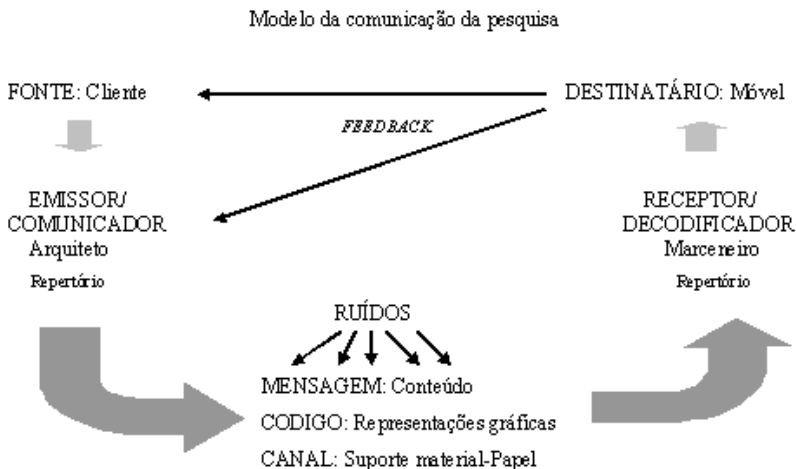 Modelo da comunicação da pesquisa
FONTE: Cliente
DESTINATÁRIO: Móvel
FEEDBACK
EMISSOR/
COMUNICADOR
Arquiteto
Repertório
RECEPTOR/
DECODIFICADOR
Marceneiro
Repertório
RUÍDOS
MENSAGEM: Conteúdo
CODIGO: Representações gráficas
CANAL: Suporte material-Papel